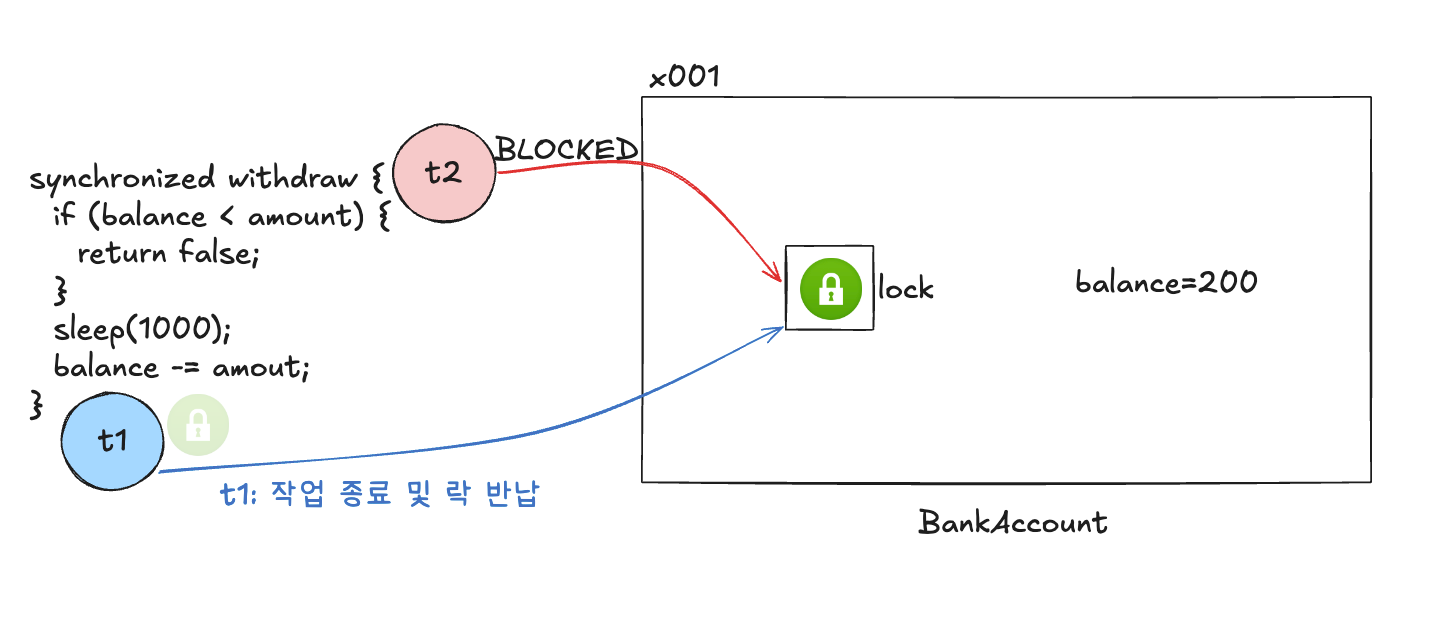 x001
BLOCKED
t2
synchronized withdraw {
if (balance < amount) {
return false;
}
sleep(1000);
balance -= amout;
}
t1
t1: 작업 종료 및 락 반납
lock
balance=200
BankAccount